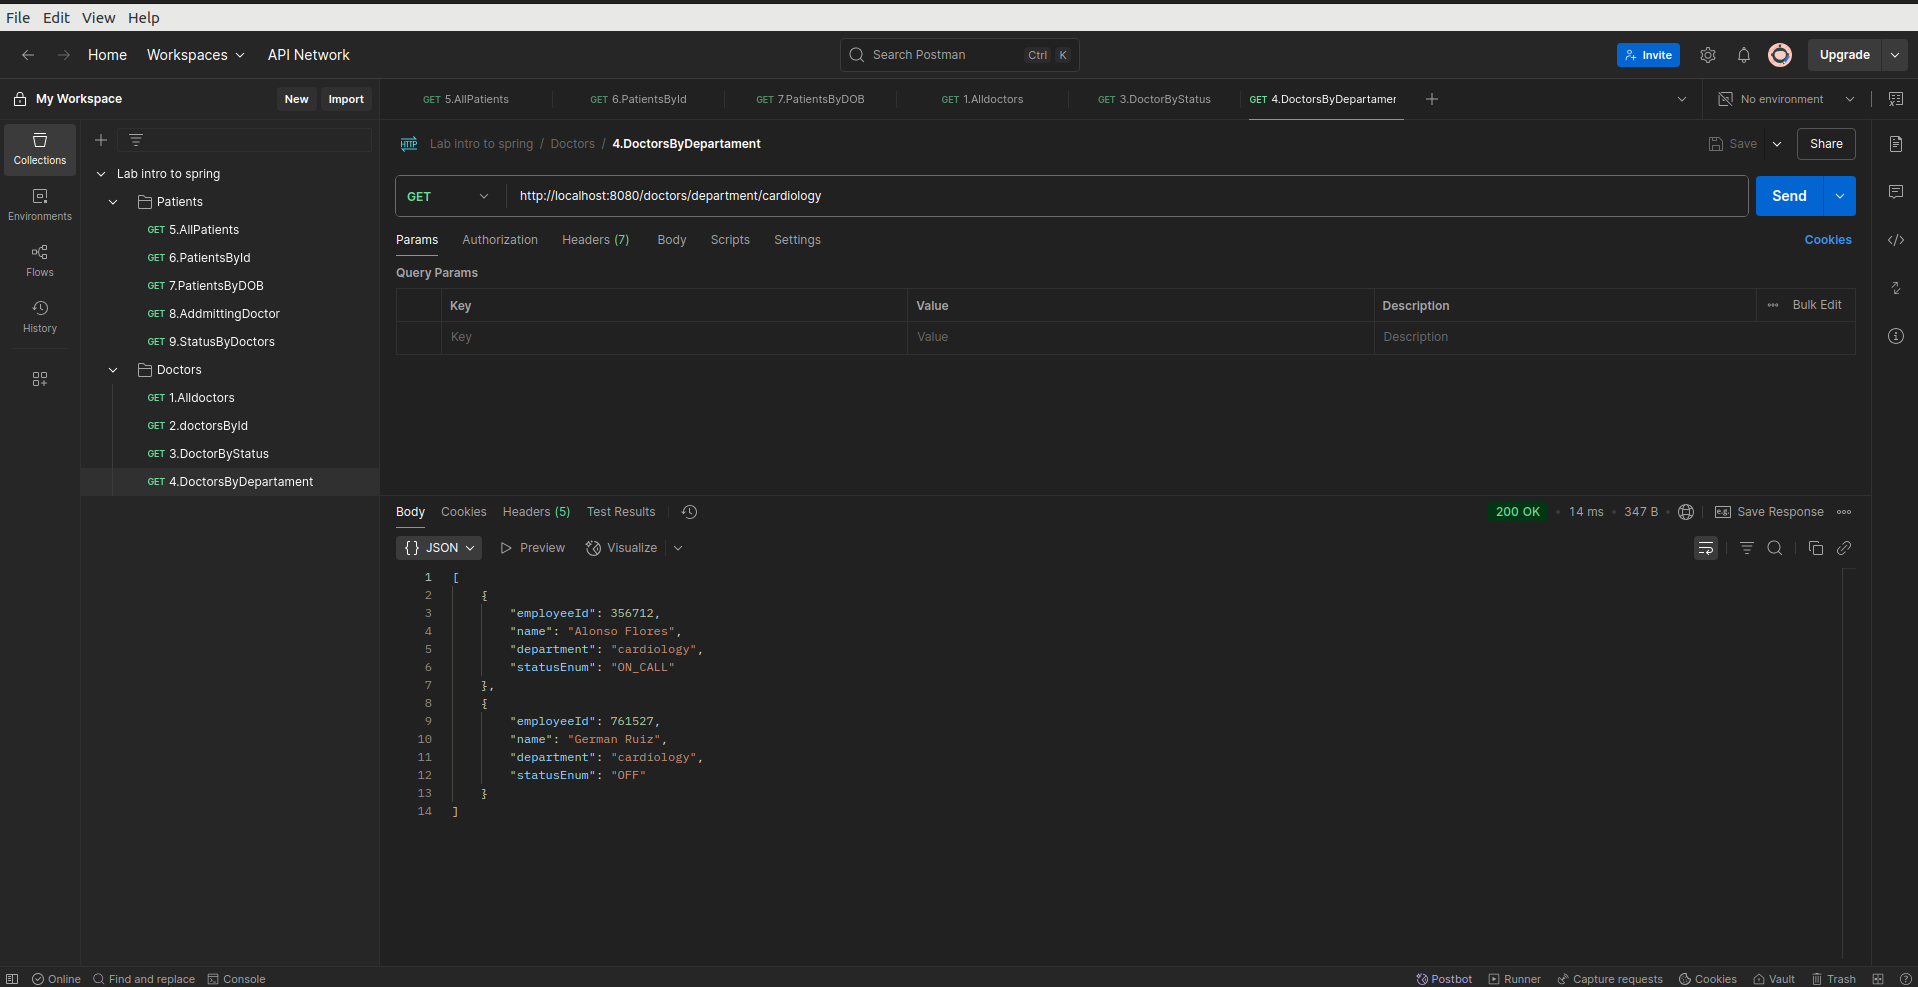 File Edit View Help
Home Workspaces API Network
Search Postman Ctrl K
Invite
Upgrade
My Workspace New Import
GET 5.AllPatients GET 6.PatientsById GET 7.PatientsByDOB GET 1.Alldoctors GET 3.DoctorByStatus GET 4.DoctorsByDepartamer
No environment
Collections
Environments
Flows
History
Lab intro to spring
Patients
GET 5.AllPatients
GET 6.PatientsById
GET 7.PatientsByDOB
GET 8.AddmittingDoctor
GET 9.StatusByDoctors
Doctors
GET 1.Alldoctors
GET 2.doctorsById
GET 3.DoctorByStatus
GET 4.DoctorsByDepartament
HTTP Lab intro to spring / Doctors / 4.DoctorsByDepartament
Save Share
GET http://localhost:8080/doctors/department/cardiology Send
Params Authorization Headers (7) Body Scripts Settings Cookies
Query Params
Key Value Description Bulk Edit
Key Value Description
Body Cookies Headers (5) Test Results
200 OK • 14 ms • 347 B e.g. Save Response
{} JSON Preview Visualize
1 [
2 {
3 "employeeId": 356712,
4 "name": "Alonso Flores",
5 "department": "cardiology",
6 "statusEnum": "ON_CALL"
7 },
8 {
9 "employeeId": 761527,
10 "name": "German Ruiz",
11 "department": "cardiology",
12 "statusEnum": "OFF"
13 }
14 ]
Online Find and replace Console
Postbot Runner Capture requests Cookies Vault Trash